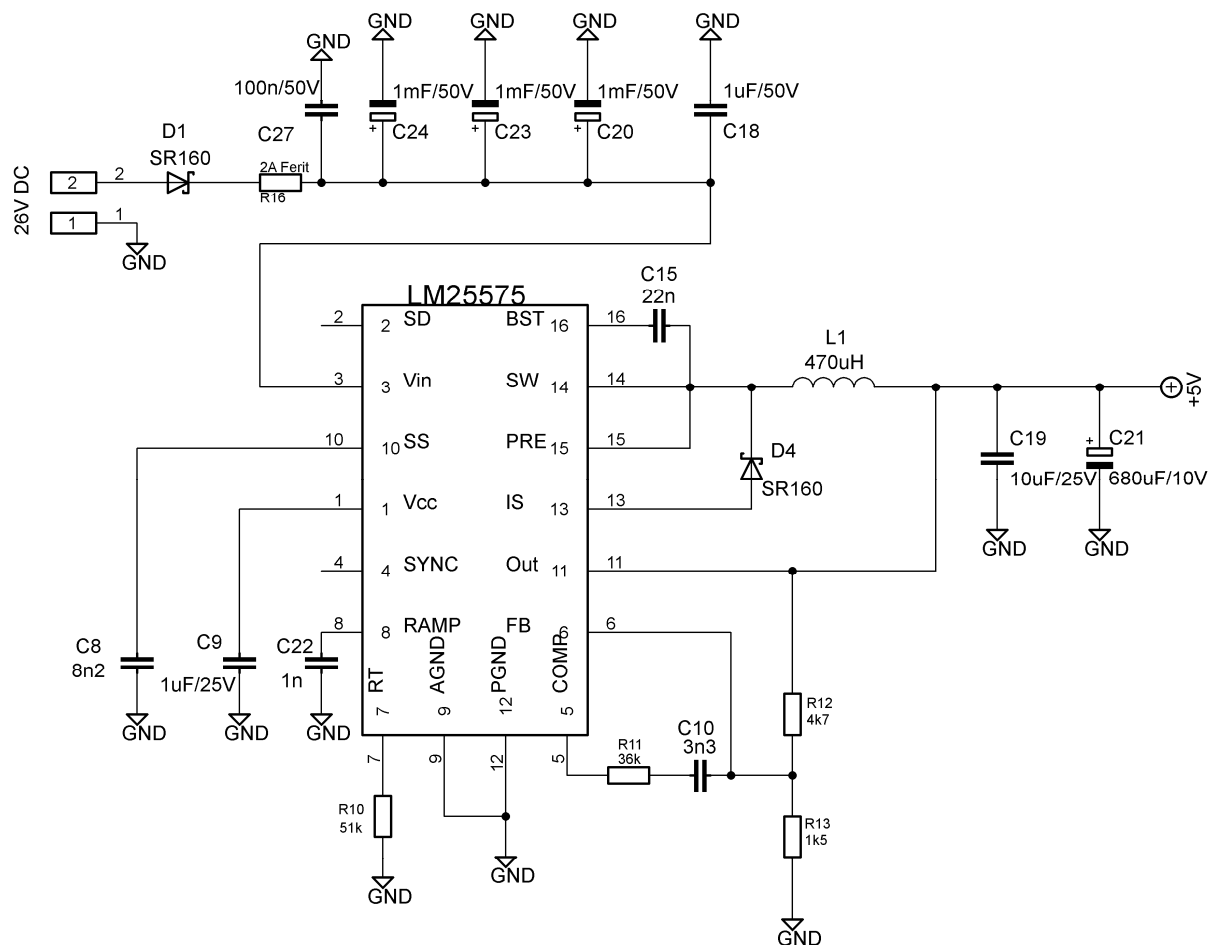 GND
GND
GND
GND
GND
100n/50V
1mF/50V
1mF/50V
1mF/50V
1uF/50V
C27
C24
C23
C20
C18
D1
SR160
2A Ferit
R16
26V DC
2
2
1
1
GND
LM25575
C15
22n
2
2
SD
BST
16
16
L1
470uH
3
3
Vin
SW
14
14
+5V
10
10
SS
PRE
15
15
D4
SR160
C19
10uF/25V
C21
680uF/10V
1
1
Vcc
IS
13
13
GND
GND
4
4
SYNC
Out
11
11
8
8
RAMP
FB
6
6
C8
8n2
C9
1uF/25V
C22
1n
GND
GND
GND
RT
AGND
PGND
COMP
7
9
12
5
7
9
12
5
R11
36k
C10
3n3
R12
4k7
R10
51k
R13
1k5
GND
GND
GND